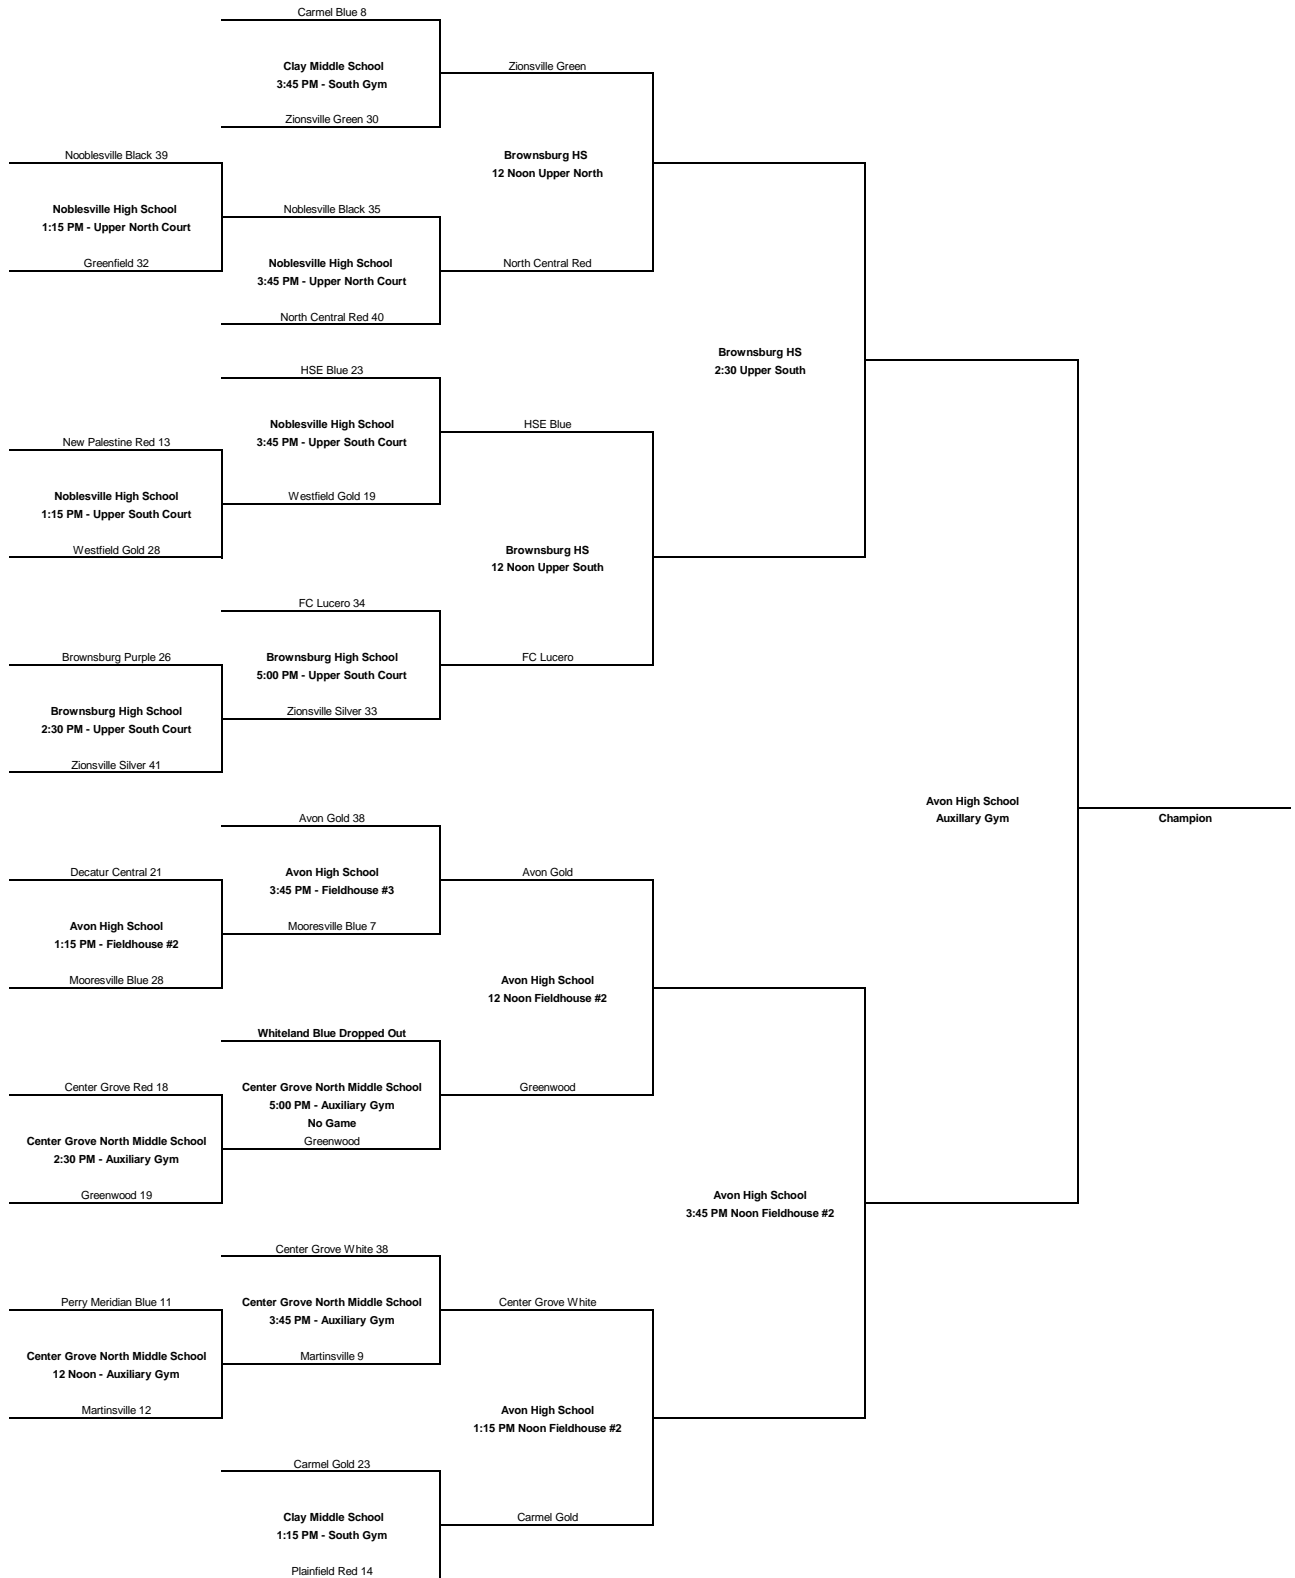 Carmel Blue 8
Clay Middle School
3:45 PM - South Gym
Zionsville Green
Zionsville Green 30
Nooblesville Black 39
Brownsburg HS
12 Noon Upper North
Noblesville High School
1:15 PM - Upper North Court
Noblesville Black 35
Greenfield 32
Noblesville High School
3:45 PM - Upper North Court
North Central Red
North Central Red 40
Brownsburg HS
2:30 Upper South
HSE Blue 23
New Palestine Red 13
Noblesville High School
3:45 PM - Upper South Court
HSE Blue
Noblesville High School
1:15 PM - Upper South Court
Westfield Gold 19
Westfield Gold 28
Brownsburg HS
12 Noon Upper South
FC Lucero 34
Brownsburg Purple 26
Brownsburg High School
5:00 PM - Upper South Court
FC Lucero
Brownsburg High School
2:30 PM - Upper South Court
Zionsville Silver 33
Zionsville Silver 41
Avon High School
Auxillary Gym
Champion
Avon Gold 38
Decatur Central 21
Avon High School
3:45 PM - Fieldhouse #3
Avon Gold
Avon High School
1:15 PM - Fieldhouse #2
Mooresville Blue 7
Mooresville Blue 28
Avon High School
12 Noon Fieldhouse #2
Whiteland Blue Dropped Out
Center Grove Red 18
Center Grove North Middle School
5:00 PM - Auxiliary Gym
No Game
Greenwood
Center Grove North Middle School
2:30 PM - Auxiliary Gym
Greenwood
Greenwood 19
Avon High School
3:45 PM Noon Fieldhouse #2
Center Grove White 38
Perry Meridian Blue 11
Center Grove North Middle School
3:45 PM - Auxiliary Gym
Center Grove White
Center Grove North Middle School
12 Noon - Auxiliary Gym
Martinsville 9
Martinsville 12
Avon High School
1:15 PM Noon Fieldhouse #2
Carmel Gold 23
Clay Middle School
1:15 PM - South Gym
Carmel Gold
Plainfield Red 14